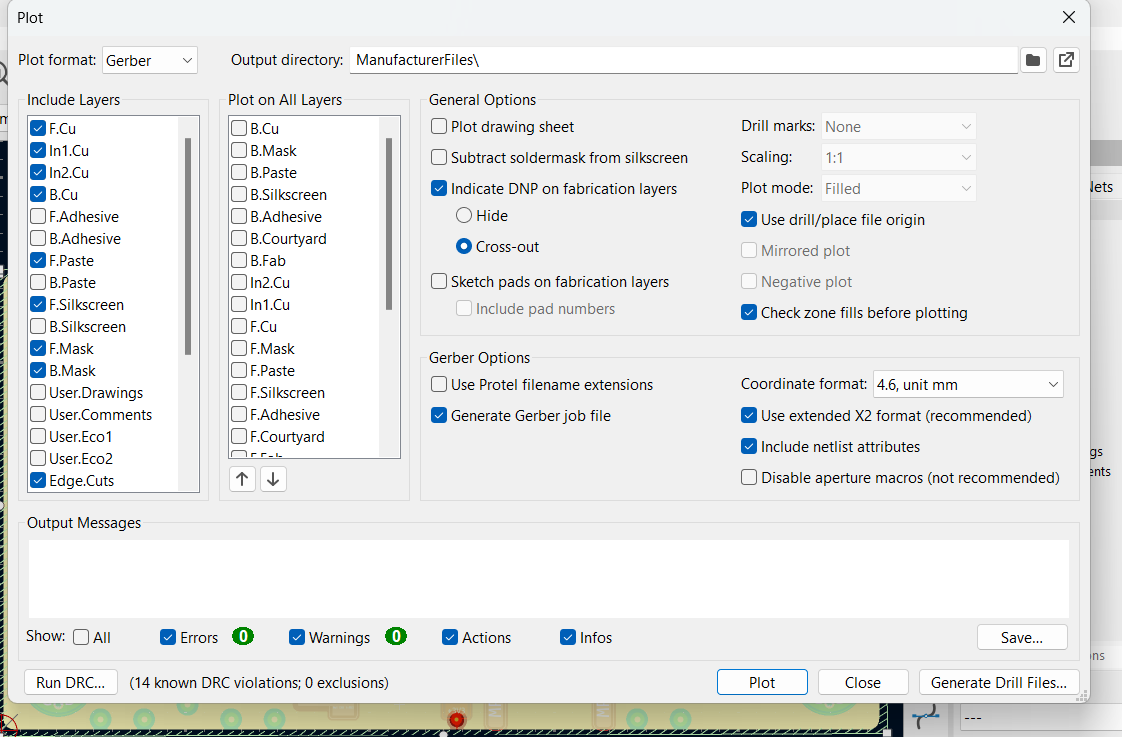 Plot
Plot format: Gerber
Output directory: ManufacturerFiles\
Include Layers
F.Cu
In1.Cu
In2.Cu
B.Cu
F.Adhesive
B.Adhesive
F.Paste
B.Paste
F.Silkscreen
B.Silkscreen
F.Mask
B.Mask
User.Drawings
User.Comments
User.Eco1
User.Eco2
Edge.Cuts
Plot on All Layers
B.Cu
B.Mask
B.Paste
B.Silkscreen
B.Adhesive
B.Courtyard
B.Fab
In2.Cu
In1.Cu
F.Cu
F.Mask
F.Paste
F.Silkscreen
F.Adhesive
F.Courtyard
F.Fab
General Options
Plot drawing sheet
Subtract soldermask from silkscreen
Indicate DNP on fabrication layers
Hide
Cross-out
Sketch pads on fabrication layers
Include pad numbers
Drill marks: None
Scaling: 1:1
Plot mode: Filled
Use drill/place file origin
Mirrored plot
Negative plot
Check zone fills before plotting
Gerber Options
Use Protel filename extensions
Generate Gerber job file
Coordinate format: 4.6, unit mm
Use extended X2 format (recommended)
Include netlist attributes
Disable aperture macros (not recommended)
Output Messages
Show: All Errors 0 Warnings 0 Actions Infos
Save...
Run DRC... (14 known DRC violations; 0 exclusions)
Plot
Close
Generate Drill Files...
Nets
gs
ents
ons
---